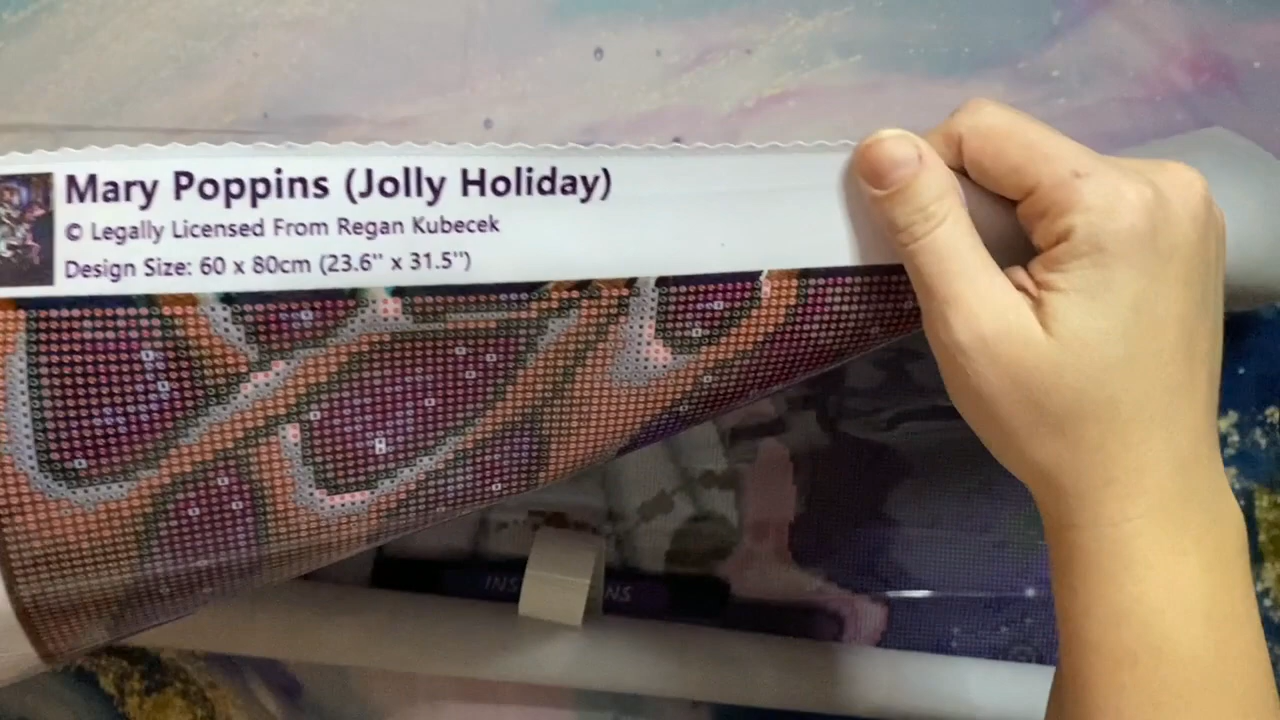 Mary Poppins (Jolly Holiday)
© Legally Licensed From Regan Kubecek
Design Size: 60 x 80cm (23.6'' x 31.5'')